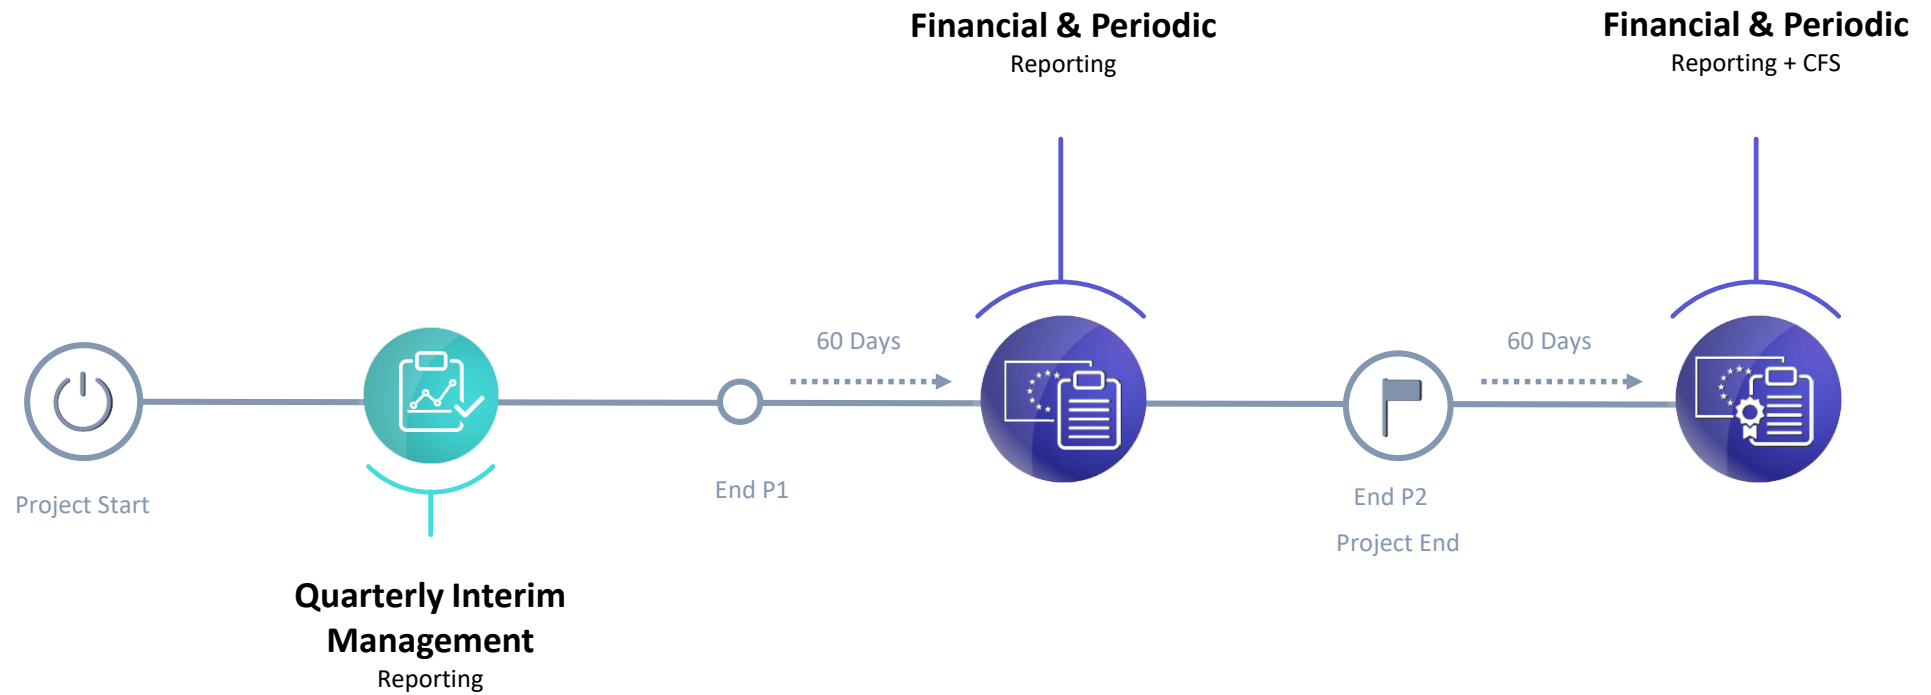 Financial & Periodic
Reporting
Financial & Periodic
Reporting + CFS
60 Days
60 Days
Project Start
End P1
End P2
Project End
Quarterly Interim
Management
Reporting